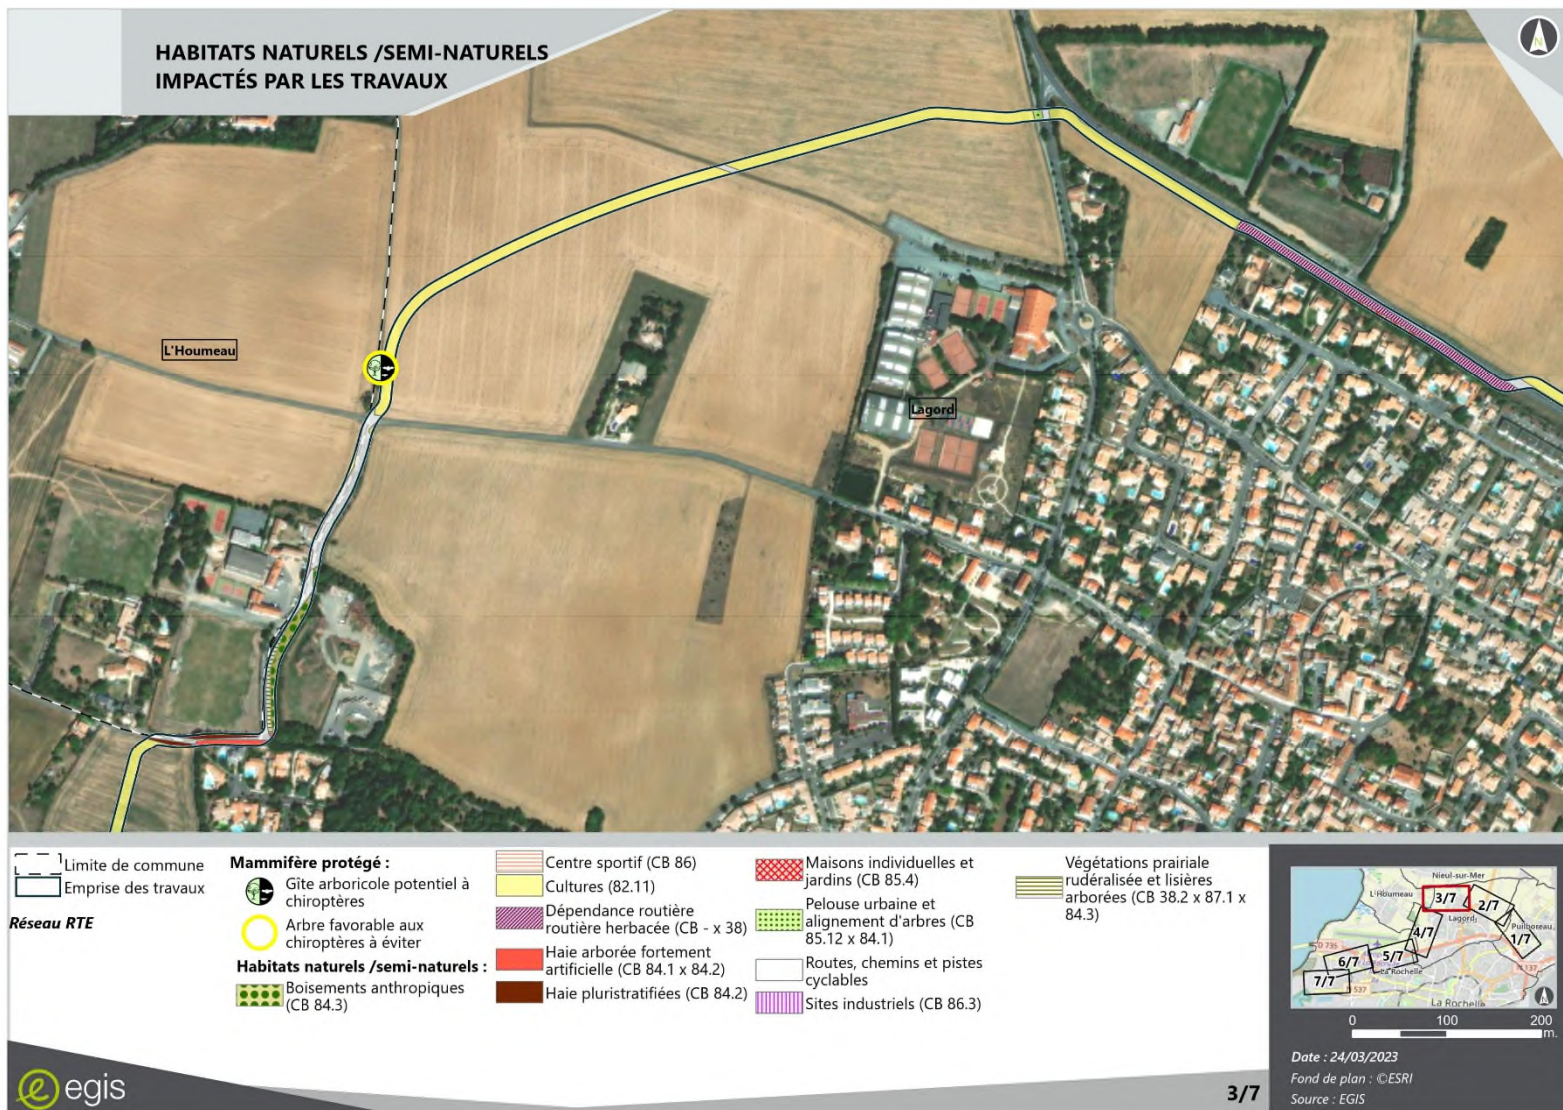 HABITATS NATURELS /SEMI-NATURELS
IMPACTÉS PAR LES TRAVAUX
N
L'Houmeau
Lagord
Limite de commune
Emprise des travaux
Réseau RTE
Mammifère protégé :
Gîte arboricole potentiel à
chiroptères
Arbre favorable aux
chiroptères à éviter
Habitats naturels /semi-naturels :
Boisements anthropiques
(CB 84.3)
Centre sportif (CB 86)
Cultures (82.11)
Dépendance routière
routière herbacée (CB - x 38)
Haie arborée fortement
artificielle (CB 84.1 x 84.2)
Haie pluristratifiées (CB 84.2)
Maisons individuelles et
jardins (CB 85.4)
Pelouse urbaine et
alignement d'arbres (CB
85.12 x 84.1)
Routes, chemins et pistes
cyclables
Sites industriels (CB 86.3)
Végétations prairiale
rudéralisée et lisières
arborées (CB 38.2 x 87.1 x
84.3)
Nieul-sur-Mer
L'Houmeau
3/7
2/7
Lagord
Puilboreau
4/7
1/7
D 735
5/7
6/7
La Rochelle
N 137
7/7
537
La Rochelle
0 100 200
m.
Date : 24/03/2023
Fond de plan : ©ESRI
Source : EGIS
egis
3/7